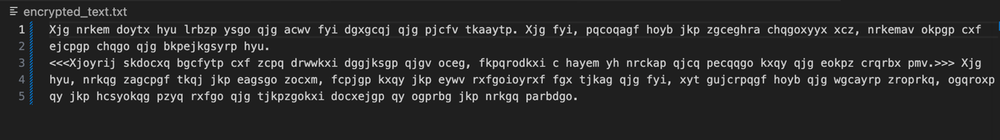 encrypted_text.txt
1 Xjg nrkem doytx hyu lrbzp ysgo qjg acwv fyi dgxgcqj qjg pjcfv tkaaytp. Xjg fyi, pqcoqagf hoyb jkp zgceghra chqgoxyyx xcz, nrkemav okpgp cxf
2 ejcpgp chqgo qjg bkpejkgsyrp hyu.
3 <<<Xjoyrij skdocxq bgcfytp cxf zcpq drwwkxi dggjksgp qjgv oceg, fkpqrodkxi c hayem yh nrckap qjcq pecqqgo kxqy qjg eokpz crqrbx pmv.>>> Xjg
4 hyu, nrkqg zagcpgf tkqj jkp eagsgo zocxm, fcpjgp kxqy jkp eywv rxfgoioyrxf fgx tjkag qjg fyi, xyt gujcrpqgf hoyb qjg wgcayrp zroprkq, ogqroxp
5 qy jkp hcsyokqg pzyq rxfgo qjg tjkpzgokxi docxejgp qy ogprbg jkp nrkgq parbdgo.